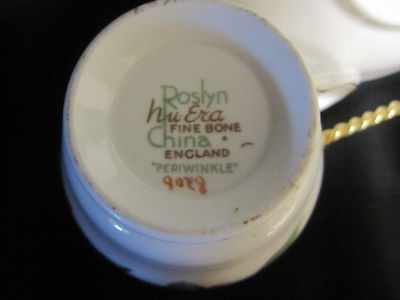 Roslyn
Nu Era
FINE BONE
China
ENGLAND
"PERIWINKLE"
9028